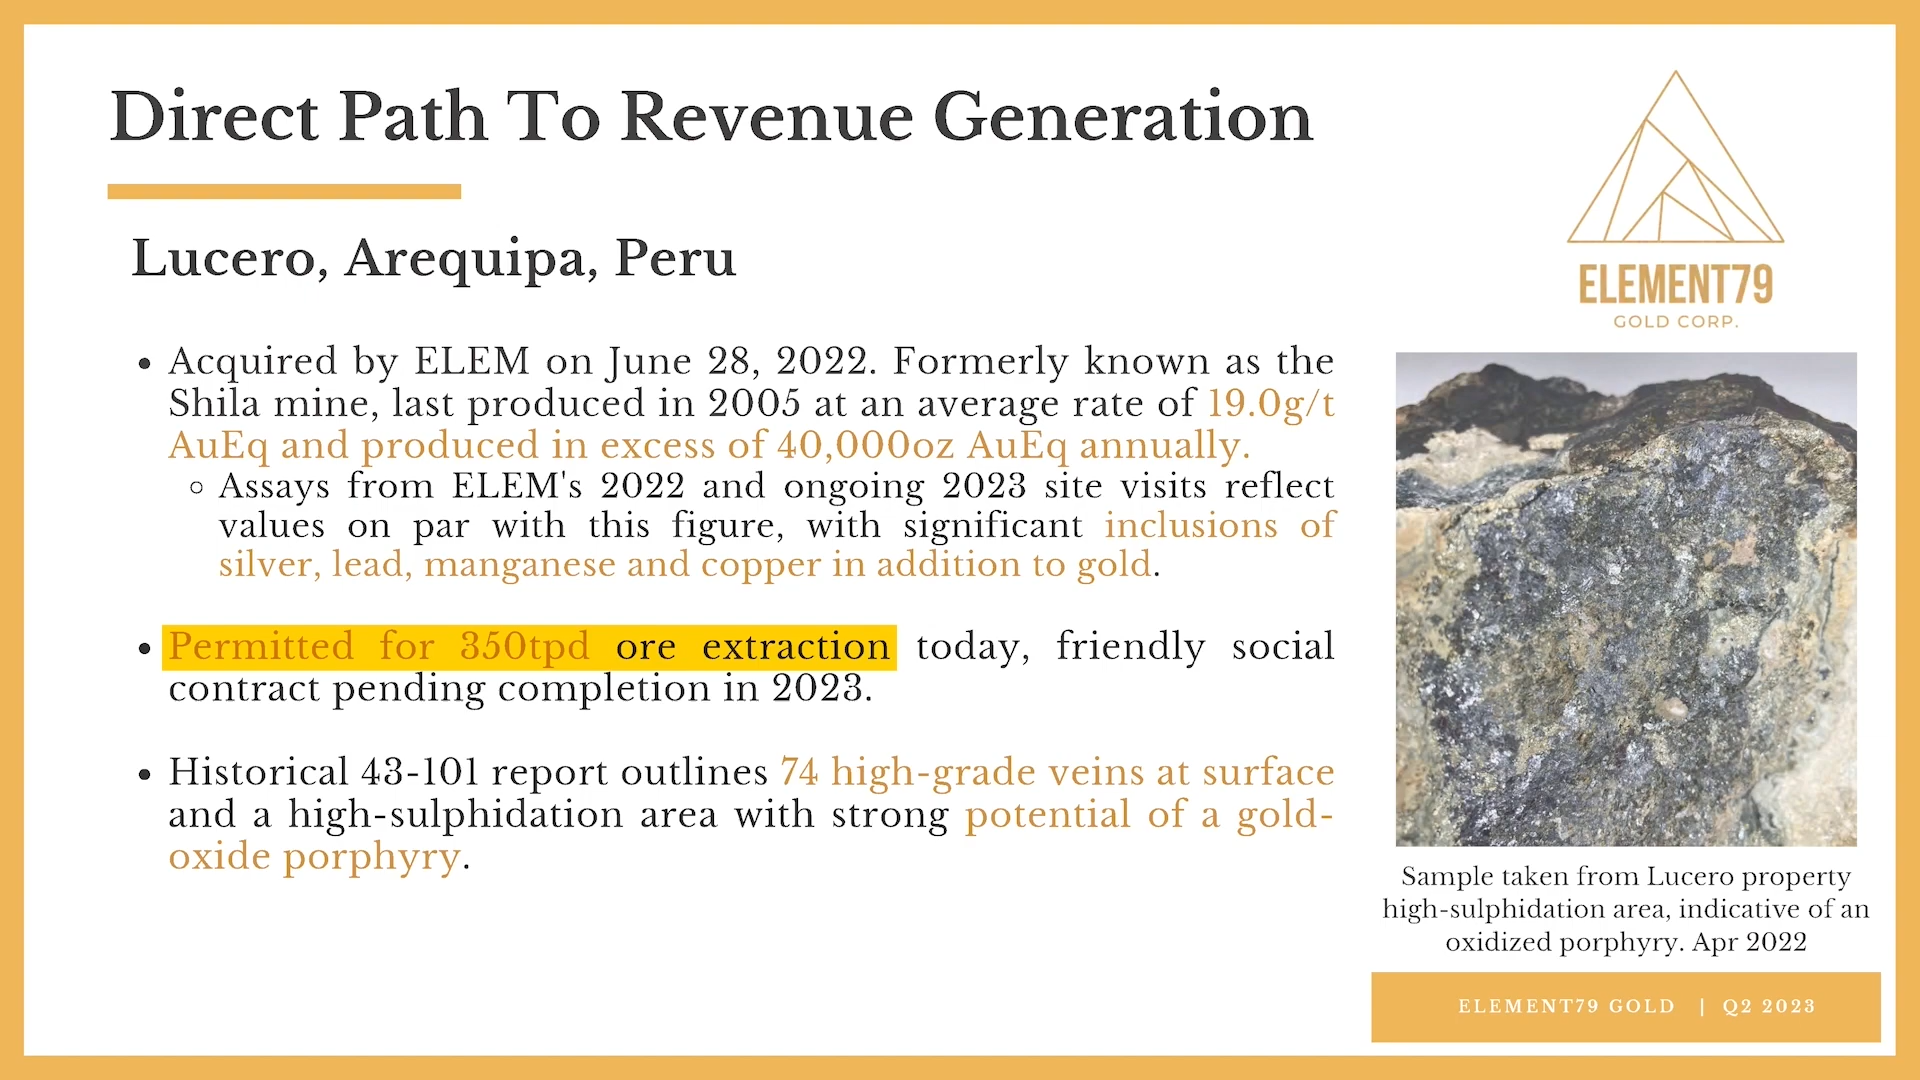 Direct Path To Revenue Generation
Lucero, Arequipa, Peru
• Acquired by ELEM on June 28, 2022. Formerly known as the
Shila mine, last produced in 2005 at an average rate of 19.0g/t
AuEq and produced in excess of 40,000oz AuEq annually.
○ Assays from ELEM's 2022 and ongoing 2023 site visits reflect
values on par with this figure, with significant inclusions of
silver, lead, manganese and copper in addition to gold.
• Permitted for 350tpd ore extraction today, friendly social
contract pending completion in 2023.
• Historical 43-101 report outlines 74 high-grade veins at surface
and a high-sulphidation area with strong potential of a gold-
oxide porphyry.
ELEMENT79
GOLD CORP.
Sample taken from Lucero property
high-sulphidation area, indicative of an
oxidized porphyry. Apr 2022
ELEMENT79 GOLD | Q2 2023